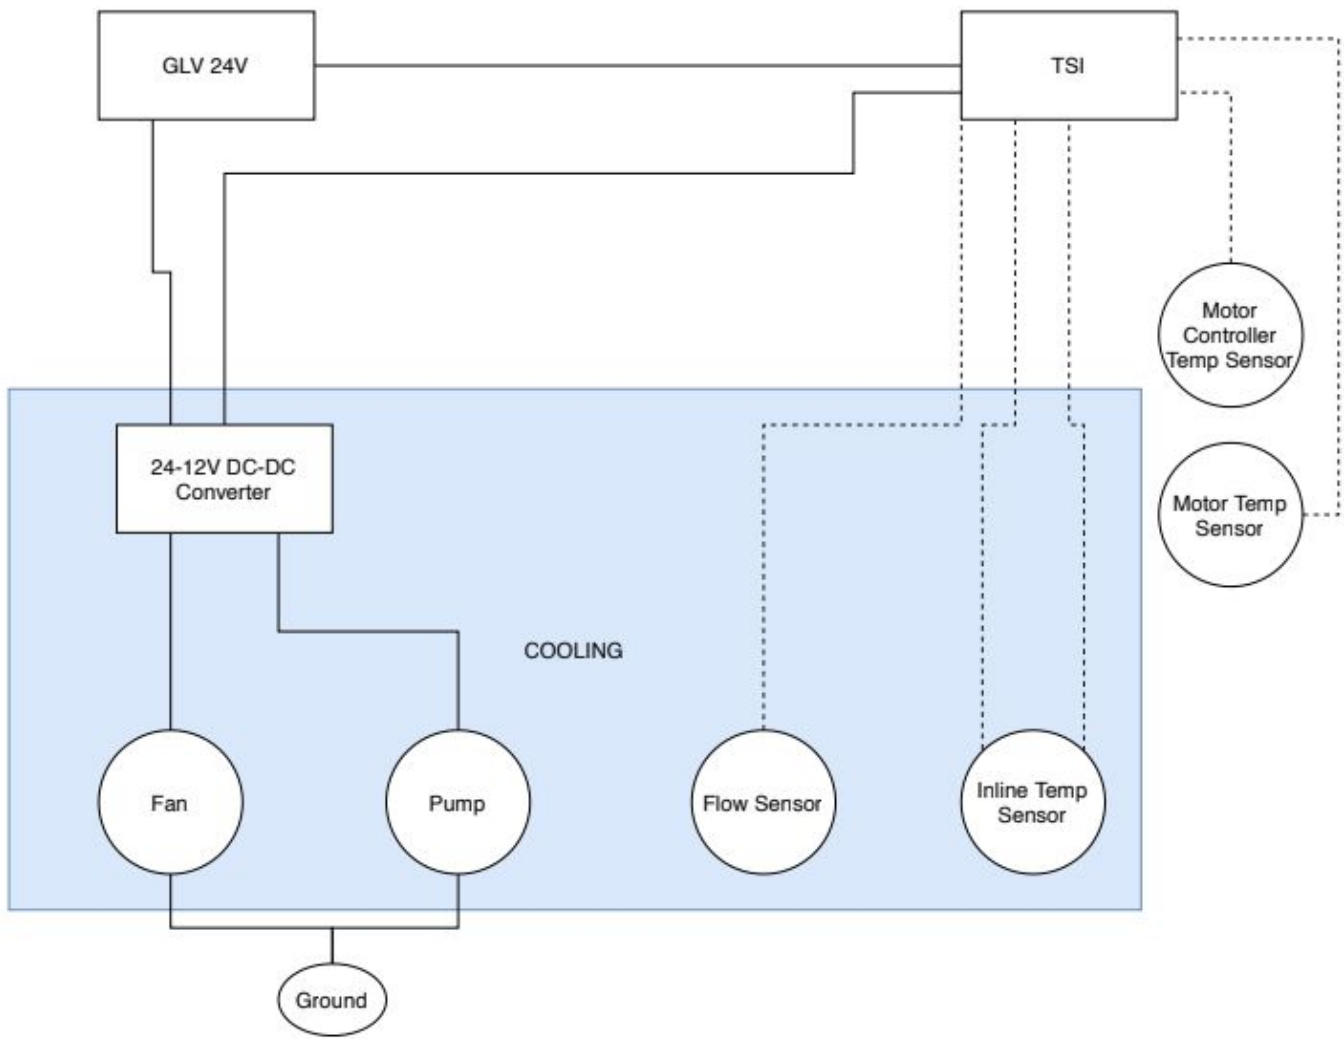 GLV 24V
TSI
Motor
Controller
Temp Sensor
24-12V DC-DC
Converter
Motor Temp
Sensor
COOLING
Fan
Pump
Flow Sensor
Inline Temp
Sensor
Ground